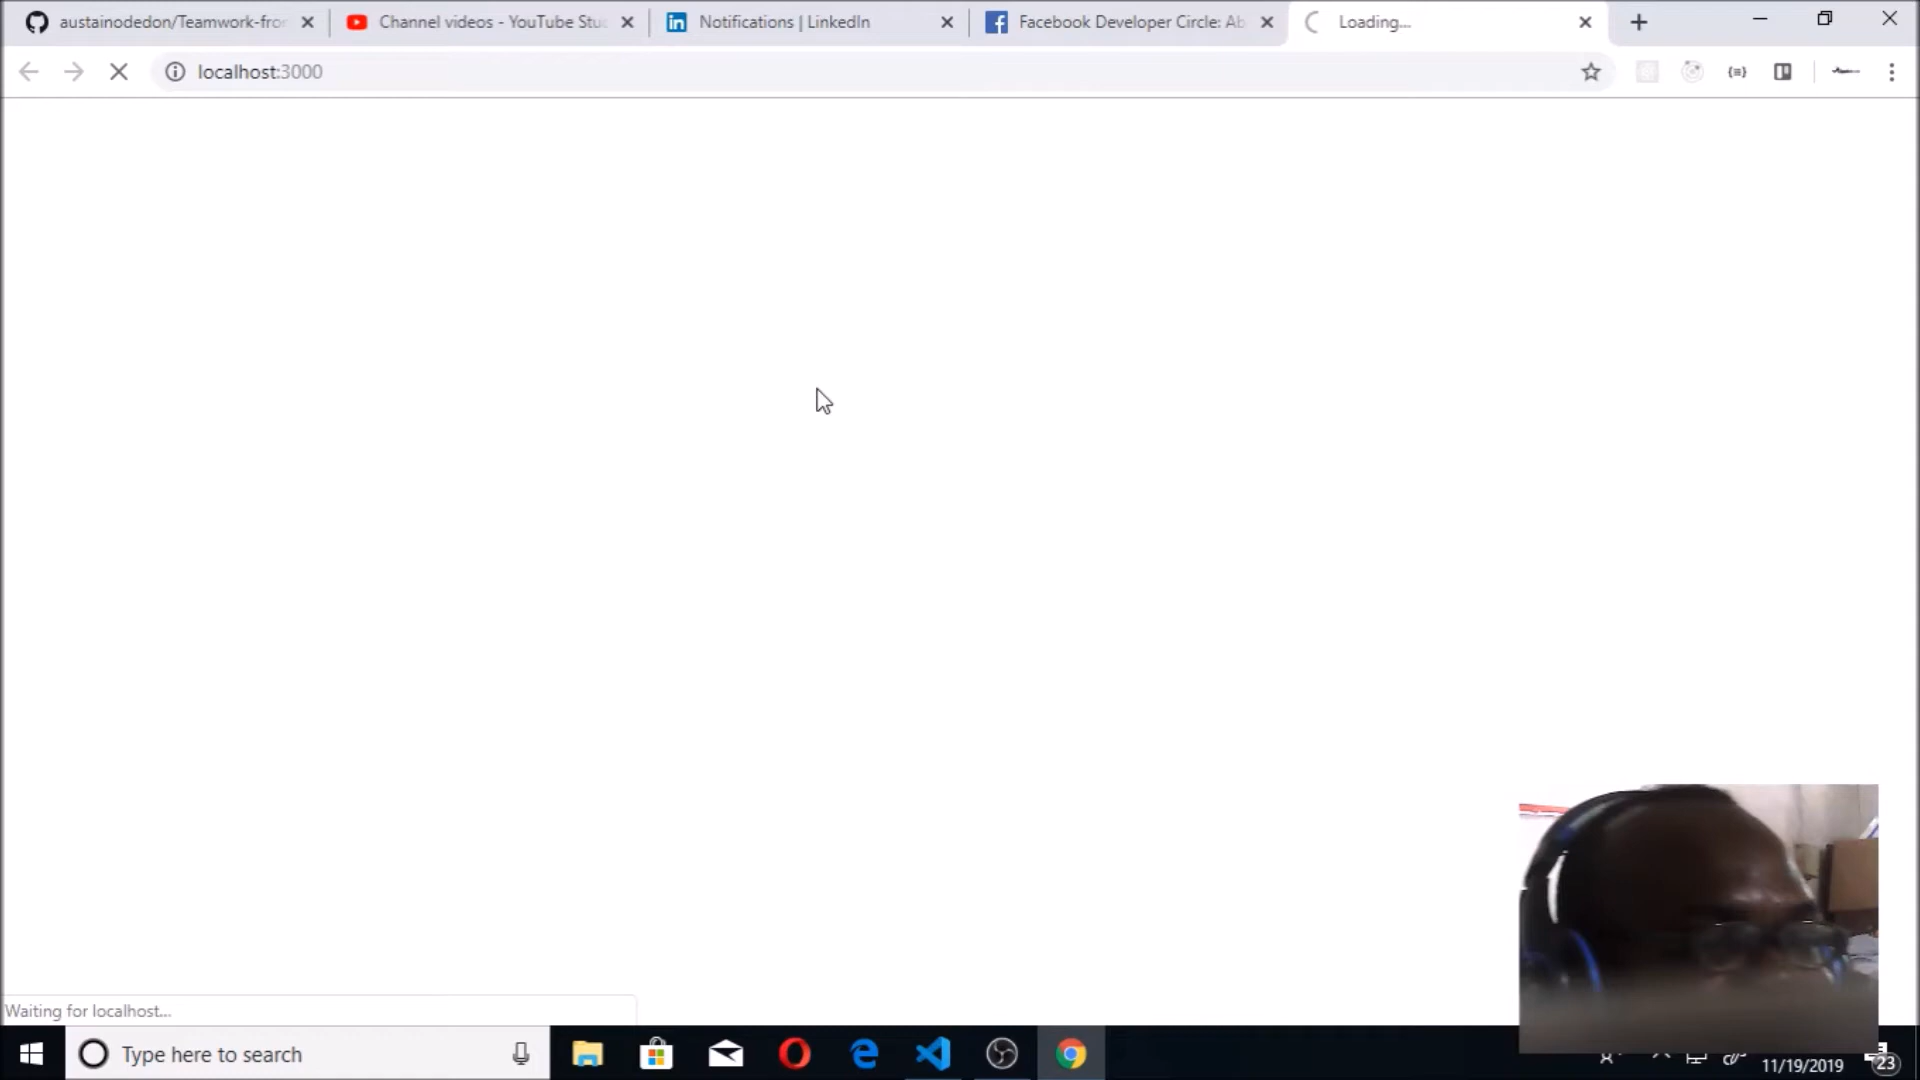 austainodedon/Teamwork-fro
Channel videos - YouTube Stu
Notifications | LinkedIn
Facebook Developer Circle: Ab
Loading...
localhost:3000
Waiting for localhost...
Type here to search
11/19/2019
23